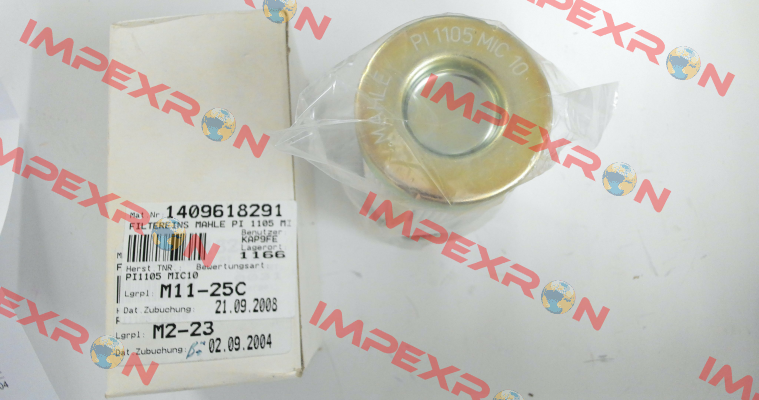 IMPEXRON
IMPEXRON
IMPEXRON
IMPEXRON
IMPEXRON
IMPEXRON
MAHLE PI 1105 MIC 10
Mat.Nr. 1409618291
FILTEREINS MAHLE PI 1105 MI
Benutzer
KAP9FE
Lagerort
1166
Herst TNR Bewertungsart
PI1105 MIC10
Lgrpl: M11-25C
Dat.Zubuchung: 21.09.2008
Lgrpl: M2-23
Dat.Zubuchung: 02.09.2004